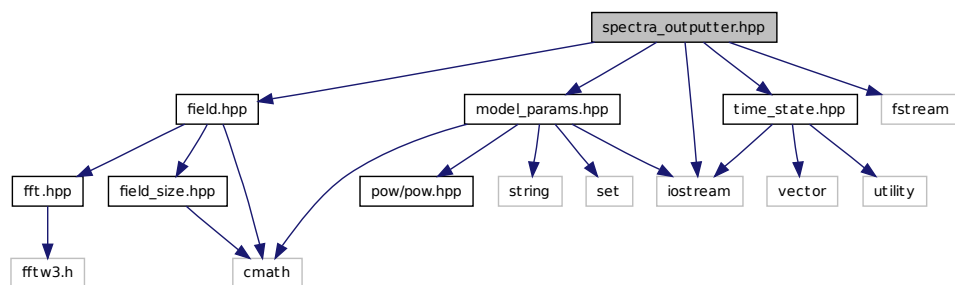 spectra_outputter.hpp
field.hpp
model_params.hpp
time_state.hpp
fstream
fft.hpp
field_size.hpp
pow/pow.hpp
string
set
iostream
vector
utility
fftw3.h
cmath